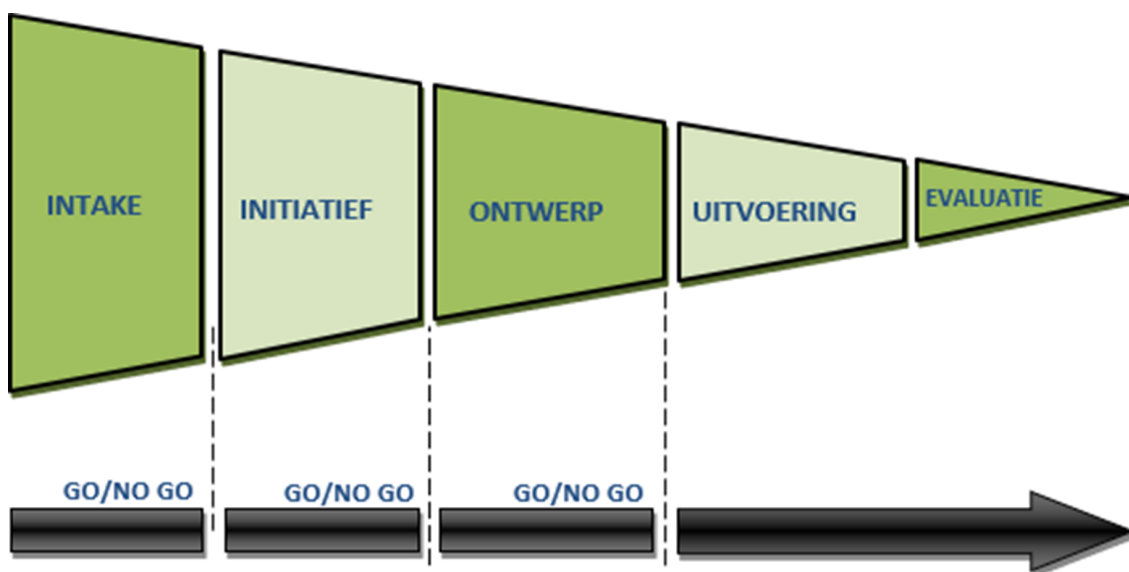 INTAKE
INITIATIEF
ONTWERP
UITVOERING
EVALUATIE
GO/NO GO
GO/NO GO
GO/NO GO